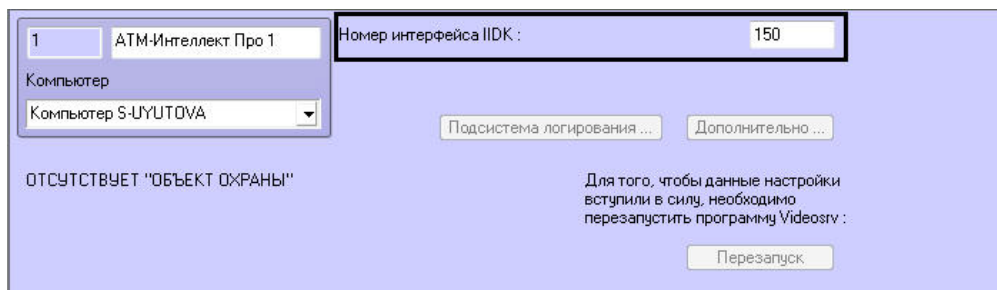 1 АТМ-Интеллект Про 1 Номер интерфейса IIDK : 150
Компьютер
Компьютер S-UYUTOVA
Подсистема логирования ... Дополнительно ...
ОТСУТСТВУЕТ "ОБЪЕКТ ОХРАНЫ"
Для того, чтобы данные настройки
вступили в силу, необходимо
перезапустить программу Videosrv :
Перезапуск